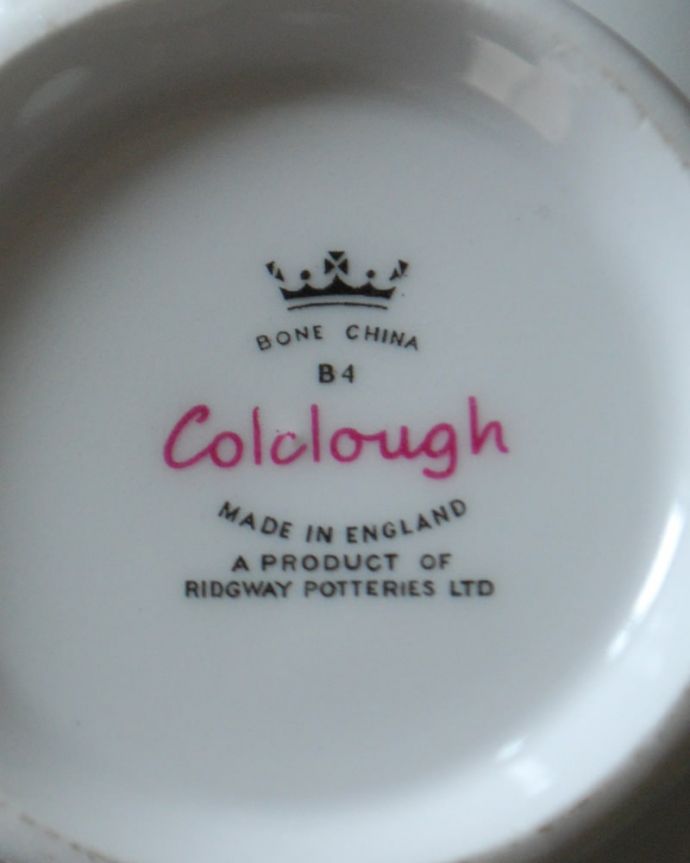 BONE CHINA
B4
Colclough
MADE IN ENGLAND
A PRODUCT OF
RIDGWAY POTTERIES LTD